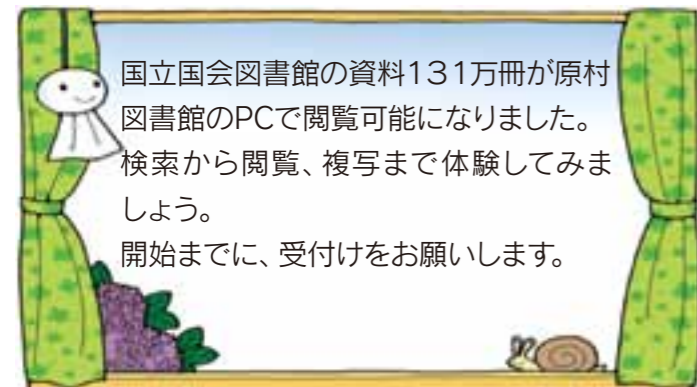 国立国会図書館の資料131万冊が原村
図書館のPCで閲覧可能になりました。
検索から閲覧、複写まで体験してみま
しょう。
開始までに、受付けをお願いします。